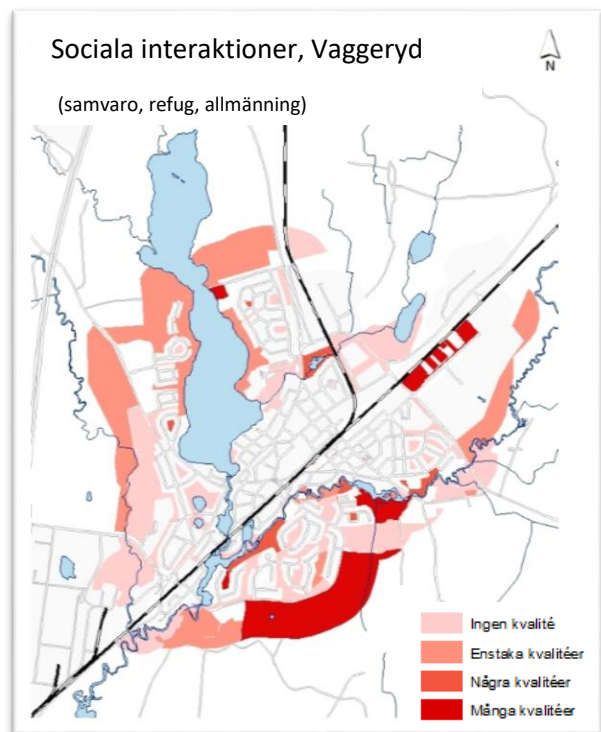 Sociala interaktioner, Vaggeryd
N
(samvaro, refug, allmänning)
Ingen kvalité
Enstaka kvalitéer
Några kvalitéer
Många kvalitéer